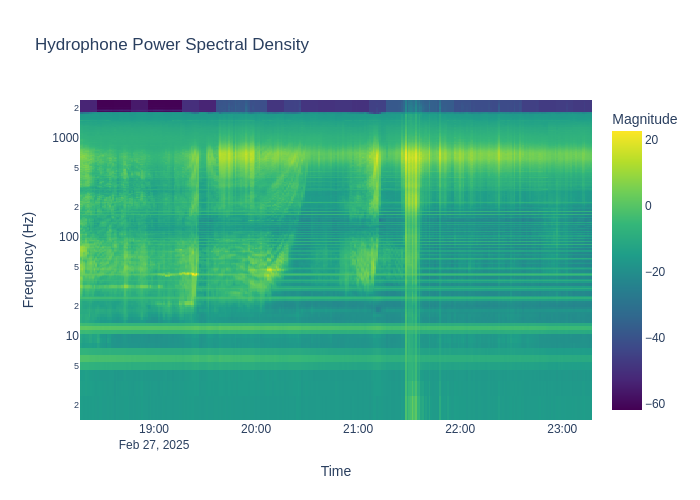 Hydrophone Power Spectral Density
Magnitude
20
0
−20
−40
−60
Frequency (Hz)
2
1000
5
2
100
5
2
10
5
2
19:00 20:00 21:00 22:00 23:00
Feb 27, 2025
Time